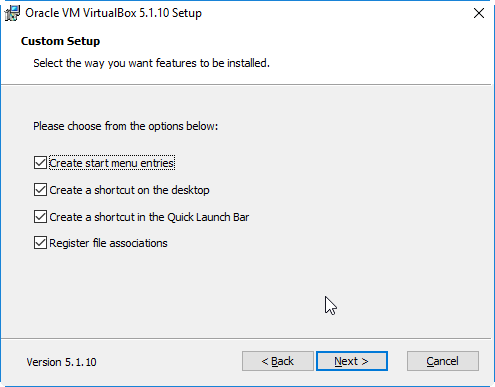 Oracle VM VirtualBox 5.1.10 Setup
Custom Setup
Select the way you want features to be installed.
Please choose from the options below:
Create start menu entries
Create a shortcut on the desktop
Create a shortcut in the Quick Launch Bar
Register file associations
Version 5.1.10
< Back
Next >
Cancel